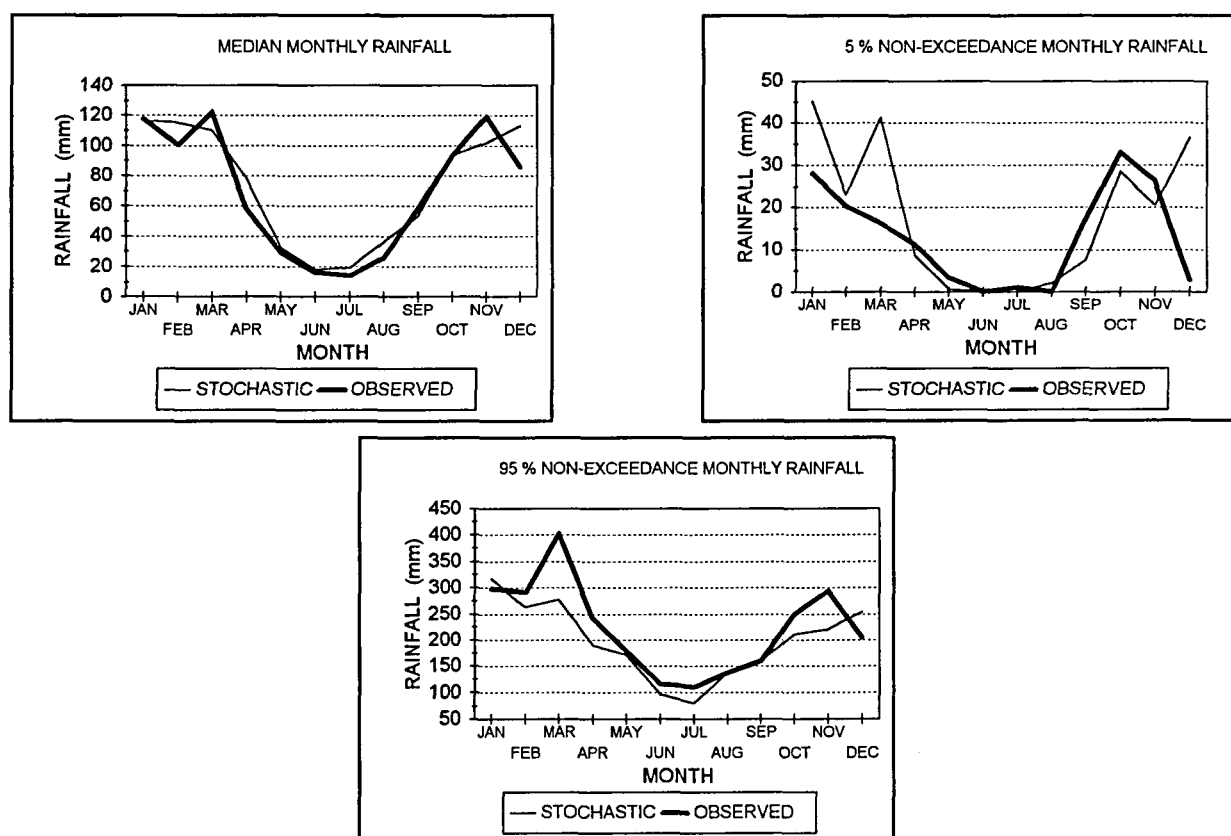 MEDIAN MONTHLY RAINFALL
RAINFALL (mm)
140
120
100
80
60
40
20
0
JAN MAR MAY JUL SEP NOV
FEB APR JUN AUG OCT DEC
MONTH
STOCHASTIC OBSERVED
5 % NON-EXCEEDANCE MONTHLY RAINFALL
RAINFALL (mm)
50
40
30
20
10
0
JAN MAR MAY JUL SEP NOV
FEB APR JUN AUG OCT DEC
MONTH
STOCHASTIC OBSERVED
95 % NON-EXCEEDANCE MONTHLY RAINFALL
RAINFALL (mm)
450
400
350
300
250
200
150
100
50
JAN MAR MAY JUL SEP NOV
FEB APR JUN AUG OCT DEC
MONTH
STOCHASTIC OBSERVED